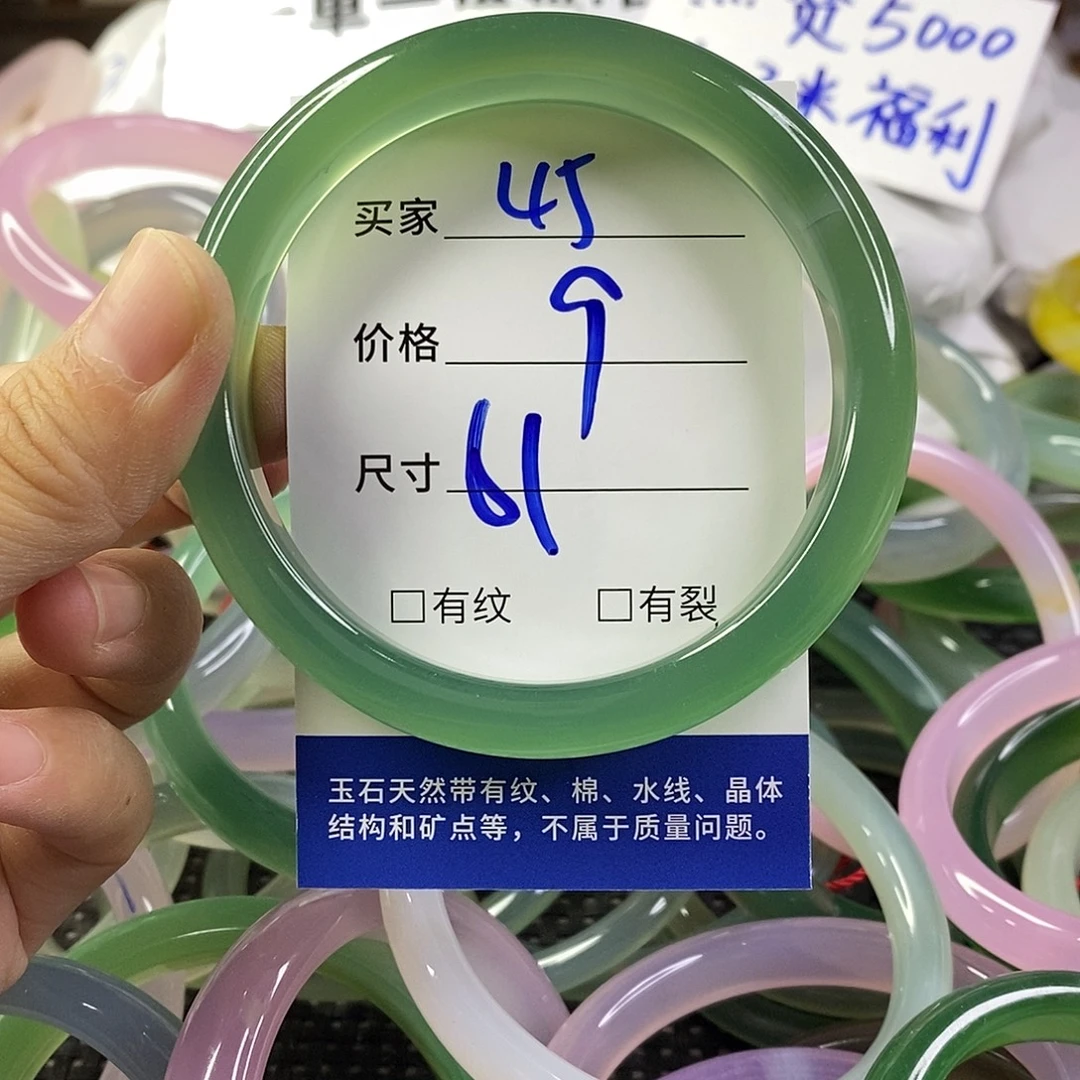 宽5000
米福利
买家 45
价格 9
尺寸 61
□有纹 □有裂
玉石天然带有纹、棉、水线、晶体
结构和矿点等，不属于质量问题。